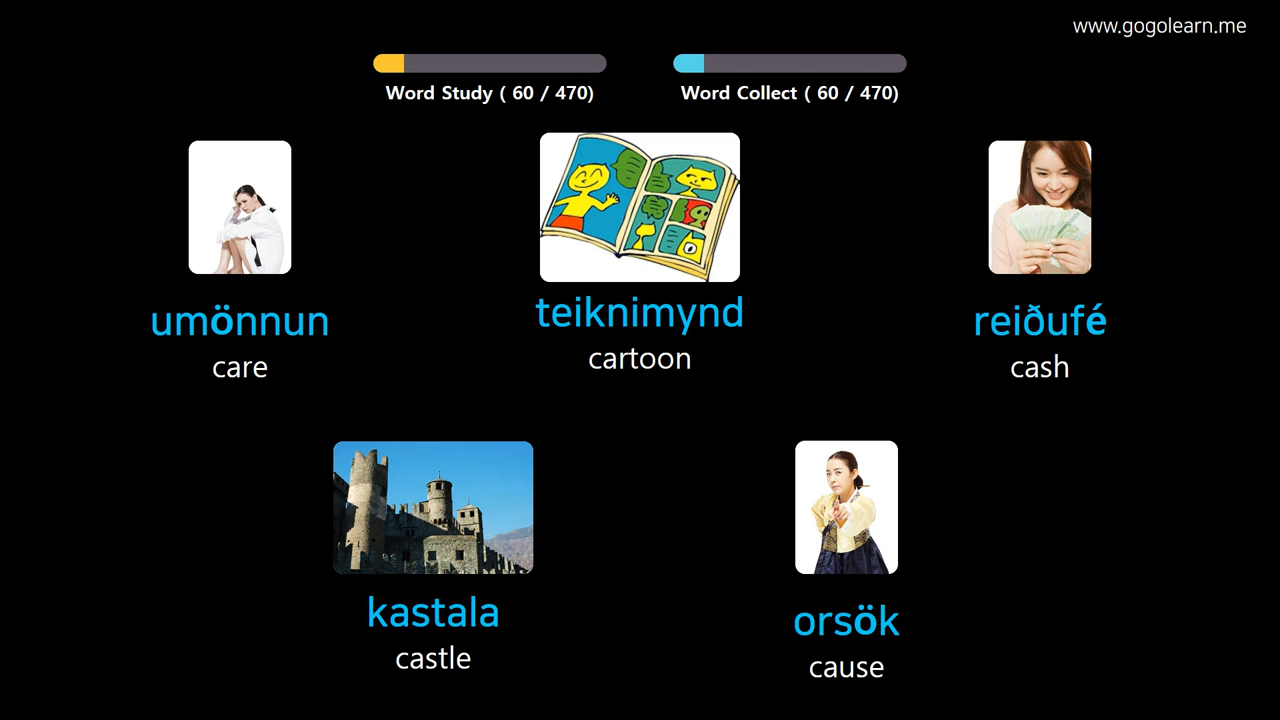 www.gogolearn.me
Word Study ( 60 / 470)
Word Collect ( 60 / 470)
umönnun
care
teiknimynd
cartoon
reiðufé
cash
kastala
castle
orsök
cause